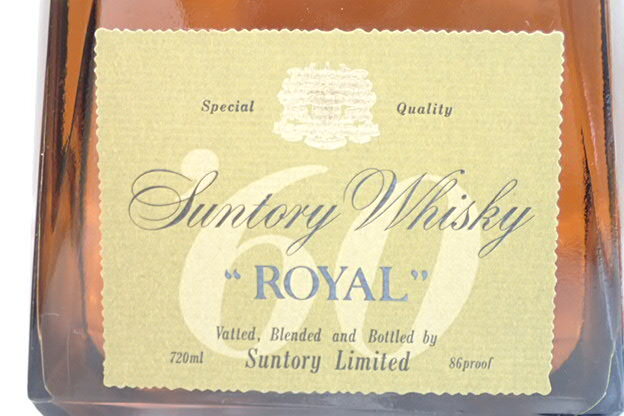 Special Quality
'60
Suntory Whisky
"ROYAL"
Vatted, Blended and Bottled by
720ml Suntory Limited 86proof